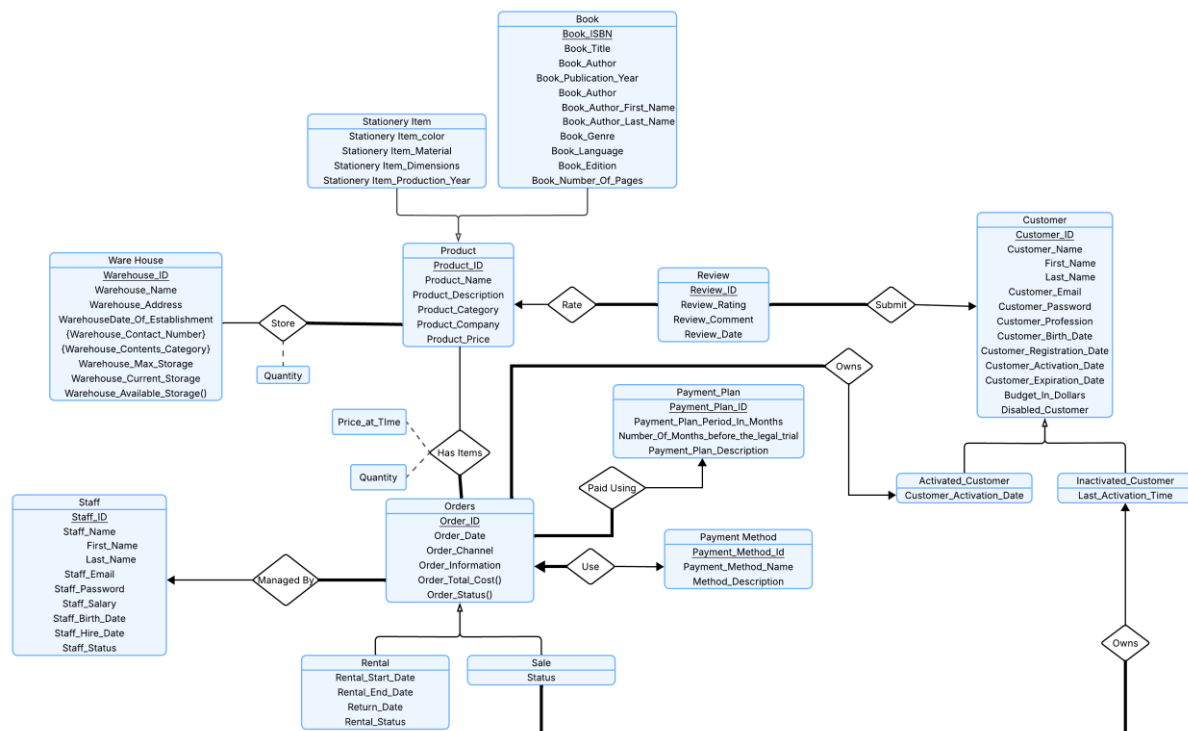 Book
Book_ISBN
Book_Title
Book_Author
Book_Publication_Year
Book_Author
Book_Author_First_Name
Book_Author_Last_Name
Book_Genre
Book_Language
Book_Edition
Book_Number_Of_Pages
Stationery Item
Stationery Item_color
Stationery Item_Material
Stationery Item_Dimensions
Stationery Item_Production_Year
Ware House
Warehouse_ID
Warehouse_Name
Warehouse_Address
WarehouseDate_Of_Establishment
{Warehouse_Contact_Number}
{Warehouse_Contents_Category}
Warehouse_Max_Storage
Warehouse_Current_Storage
Warehouse_Available_Storage()
Store
Quantity
Product
Product_ID
Product_Name
Product_Description
Product_Category
Product_Company
Product_Price
Rate
Review
Review_ID
Review_Rating
Review_Comment
Review_Date
Submit
Customer
Customer_ID
Customer_Name
First_Name
Last_Name
Customer_Email
Customer_Password
Customer_Profession
Customer_Birth_Date
Customer_Registration_Date
Customer_Activation_Date
Customer_Expiration_Date
Budget_In_Dollars
Disabled_Customer
Owns
Payment_Plan
Payment_Plan_ID
Payment_Plan_Period_In_Months
Number_Of_Months_before_the_legal_trial
Payment_Plan_Description
Price_at_TIme
Has Items
Quantity
Paid Using
Activated_Customer
Customer_Activation_Date
Inactivated_Customer
Last_Activation_Time
Staff
Staff_ID
Staff_Name
First_Name
Last_Name
Staff_Email
Staff_Password
Staff_Salary
Staff_Birth_Date
Staff_Hire_Date
Staff_Status
Managed By
Orders
Order_ID
Order_Date
Order_Channel
Order_Information
Order_Total_Cost()
Order_Status()
Use
Payment Method
Payment_Method_Id
Payment_Method_Name
Method_Description
Owns
Rental
Rental_Start_Date
Rental_End_Date
Return_Date
Rental_Status
Sale
Status